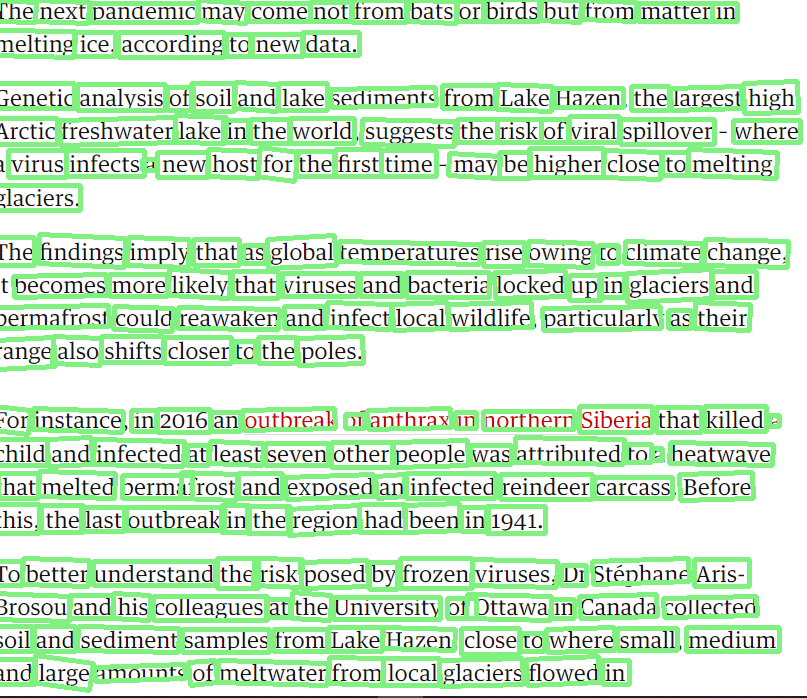 The next pandemic may come not from bats or birds but from matter in
melting ice, according to new data.
Genetic analysis of soil and lake sediments from Lake Hazen, the largest high
Arctic freshwater lake in the world, suggests the risk of viral spillover - where
a virus infects a new host for the first time - may be higher close to melting
glaciers.
The findings imply that as global temperatures rise owing to climate change,
it becomes more likely that viruses and bacteria locked up in glaciers and
permafrost could reawaken and infect local wildlife, particularly as their
range also shifts closer to the poles.
For instance, in 2016 an outbreak of anthrax in northern Siberia that killed a
child and infected at least seven other people was attributed to a heatwave
that melted permafrost and exposed an infected reindeer carcass. Before
this, the last outbreak in the region had been in 1941.
To better understand the risk posed by frozen viruses, Dr Stéphane Aris-
Brosou and his colleagues at the University of Ottawa in Canada collected
soil and sediment samples from Lake Hazen, close to where small, medium
and large amounts of meltwater from local glaciers flowed in